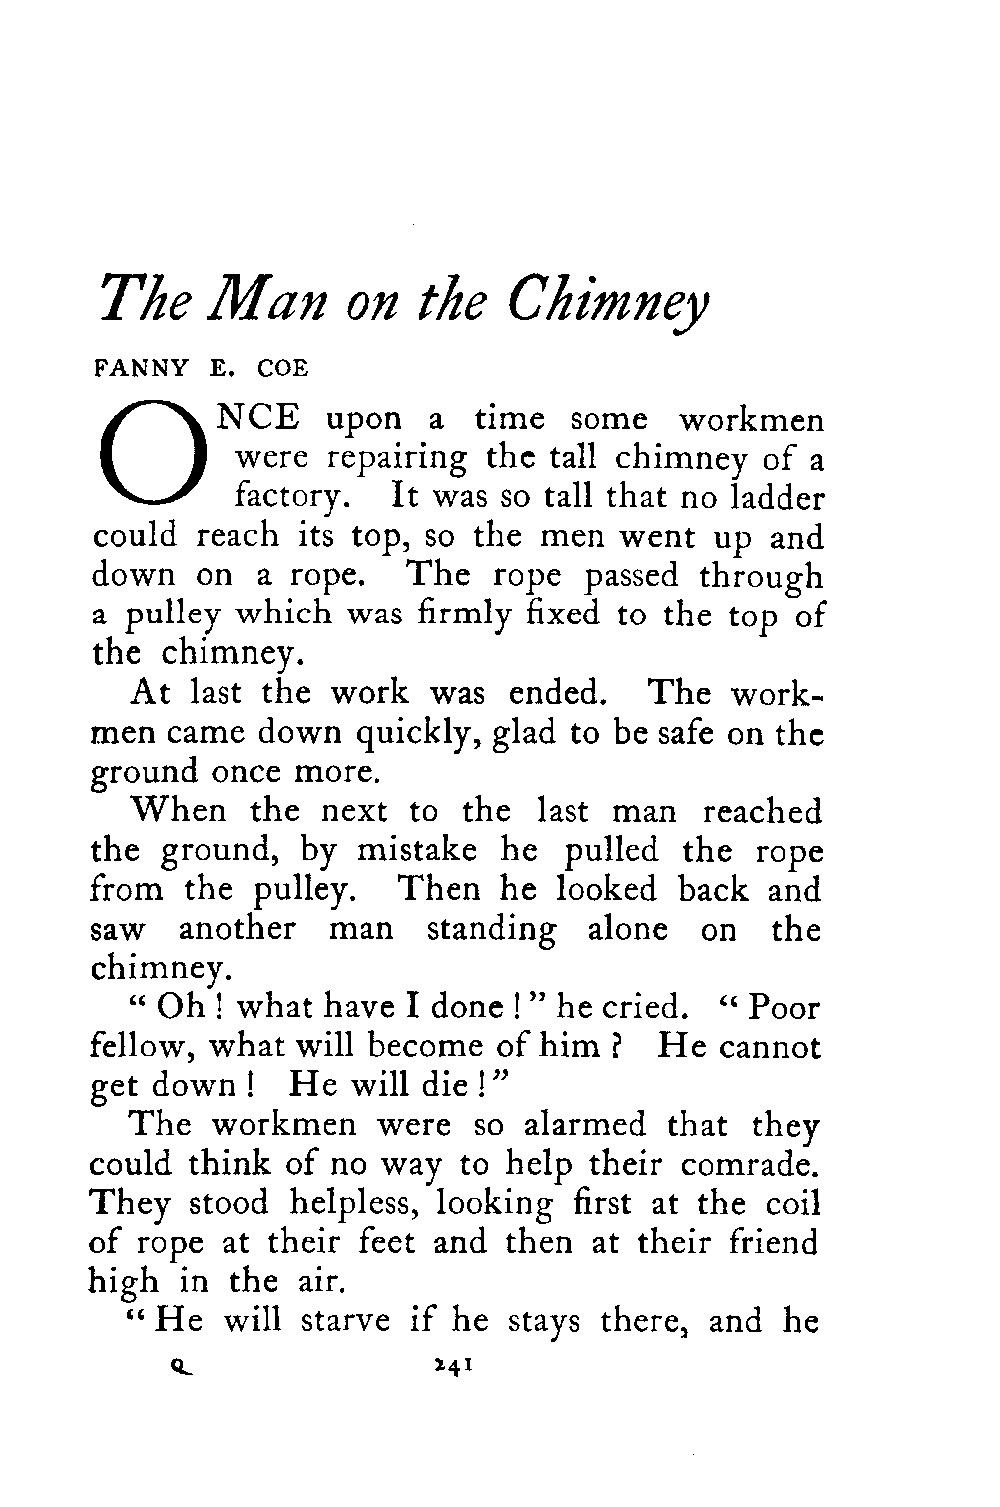 The Man on the Chimney
FANNY E. COE
ONCE upon a time some workmen
were repairing the tall chimney of a
factory. It was so tall that no ladder
could reach its top, so the men went up and
down on a rope. The rope passed through
a pulley which was firmly fixed to the top of
the chimney.
At last the work was ended. The work-
men came down quickly, glad to be safe on the
ground once more.
When the next to the last man reached
the ground, by mistake he pulled the rope
from the pulley. Then he looked back and
saw another man standing alone on the
chimney.
“ Oh ! what have I done ! ” he cried. “ Poor
fellow, what will become of him ? He cannot
get down ! He will die ! ”
The workmen were so alarmed that they
could think of no way to help their comrade.
They stood helpless, looking first at the coil
of rope at their feet and then at their friend
high in the air.
“ He will starve if he stays there, and he
Q 241